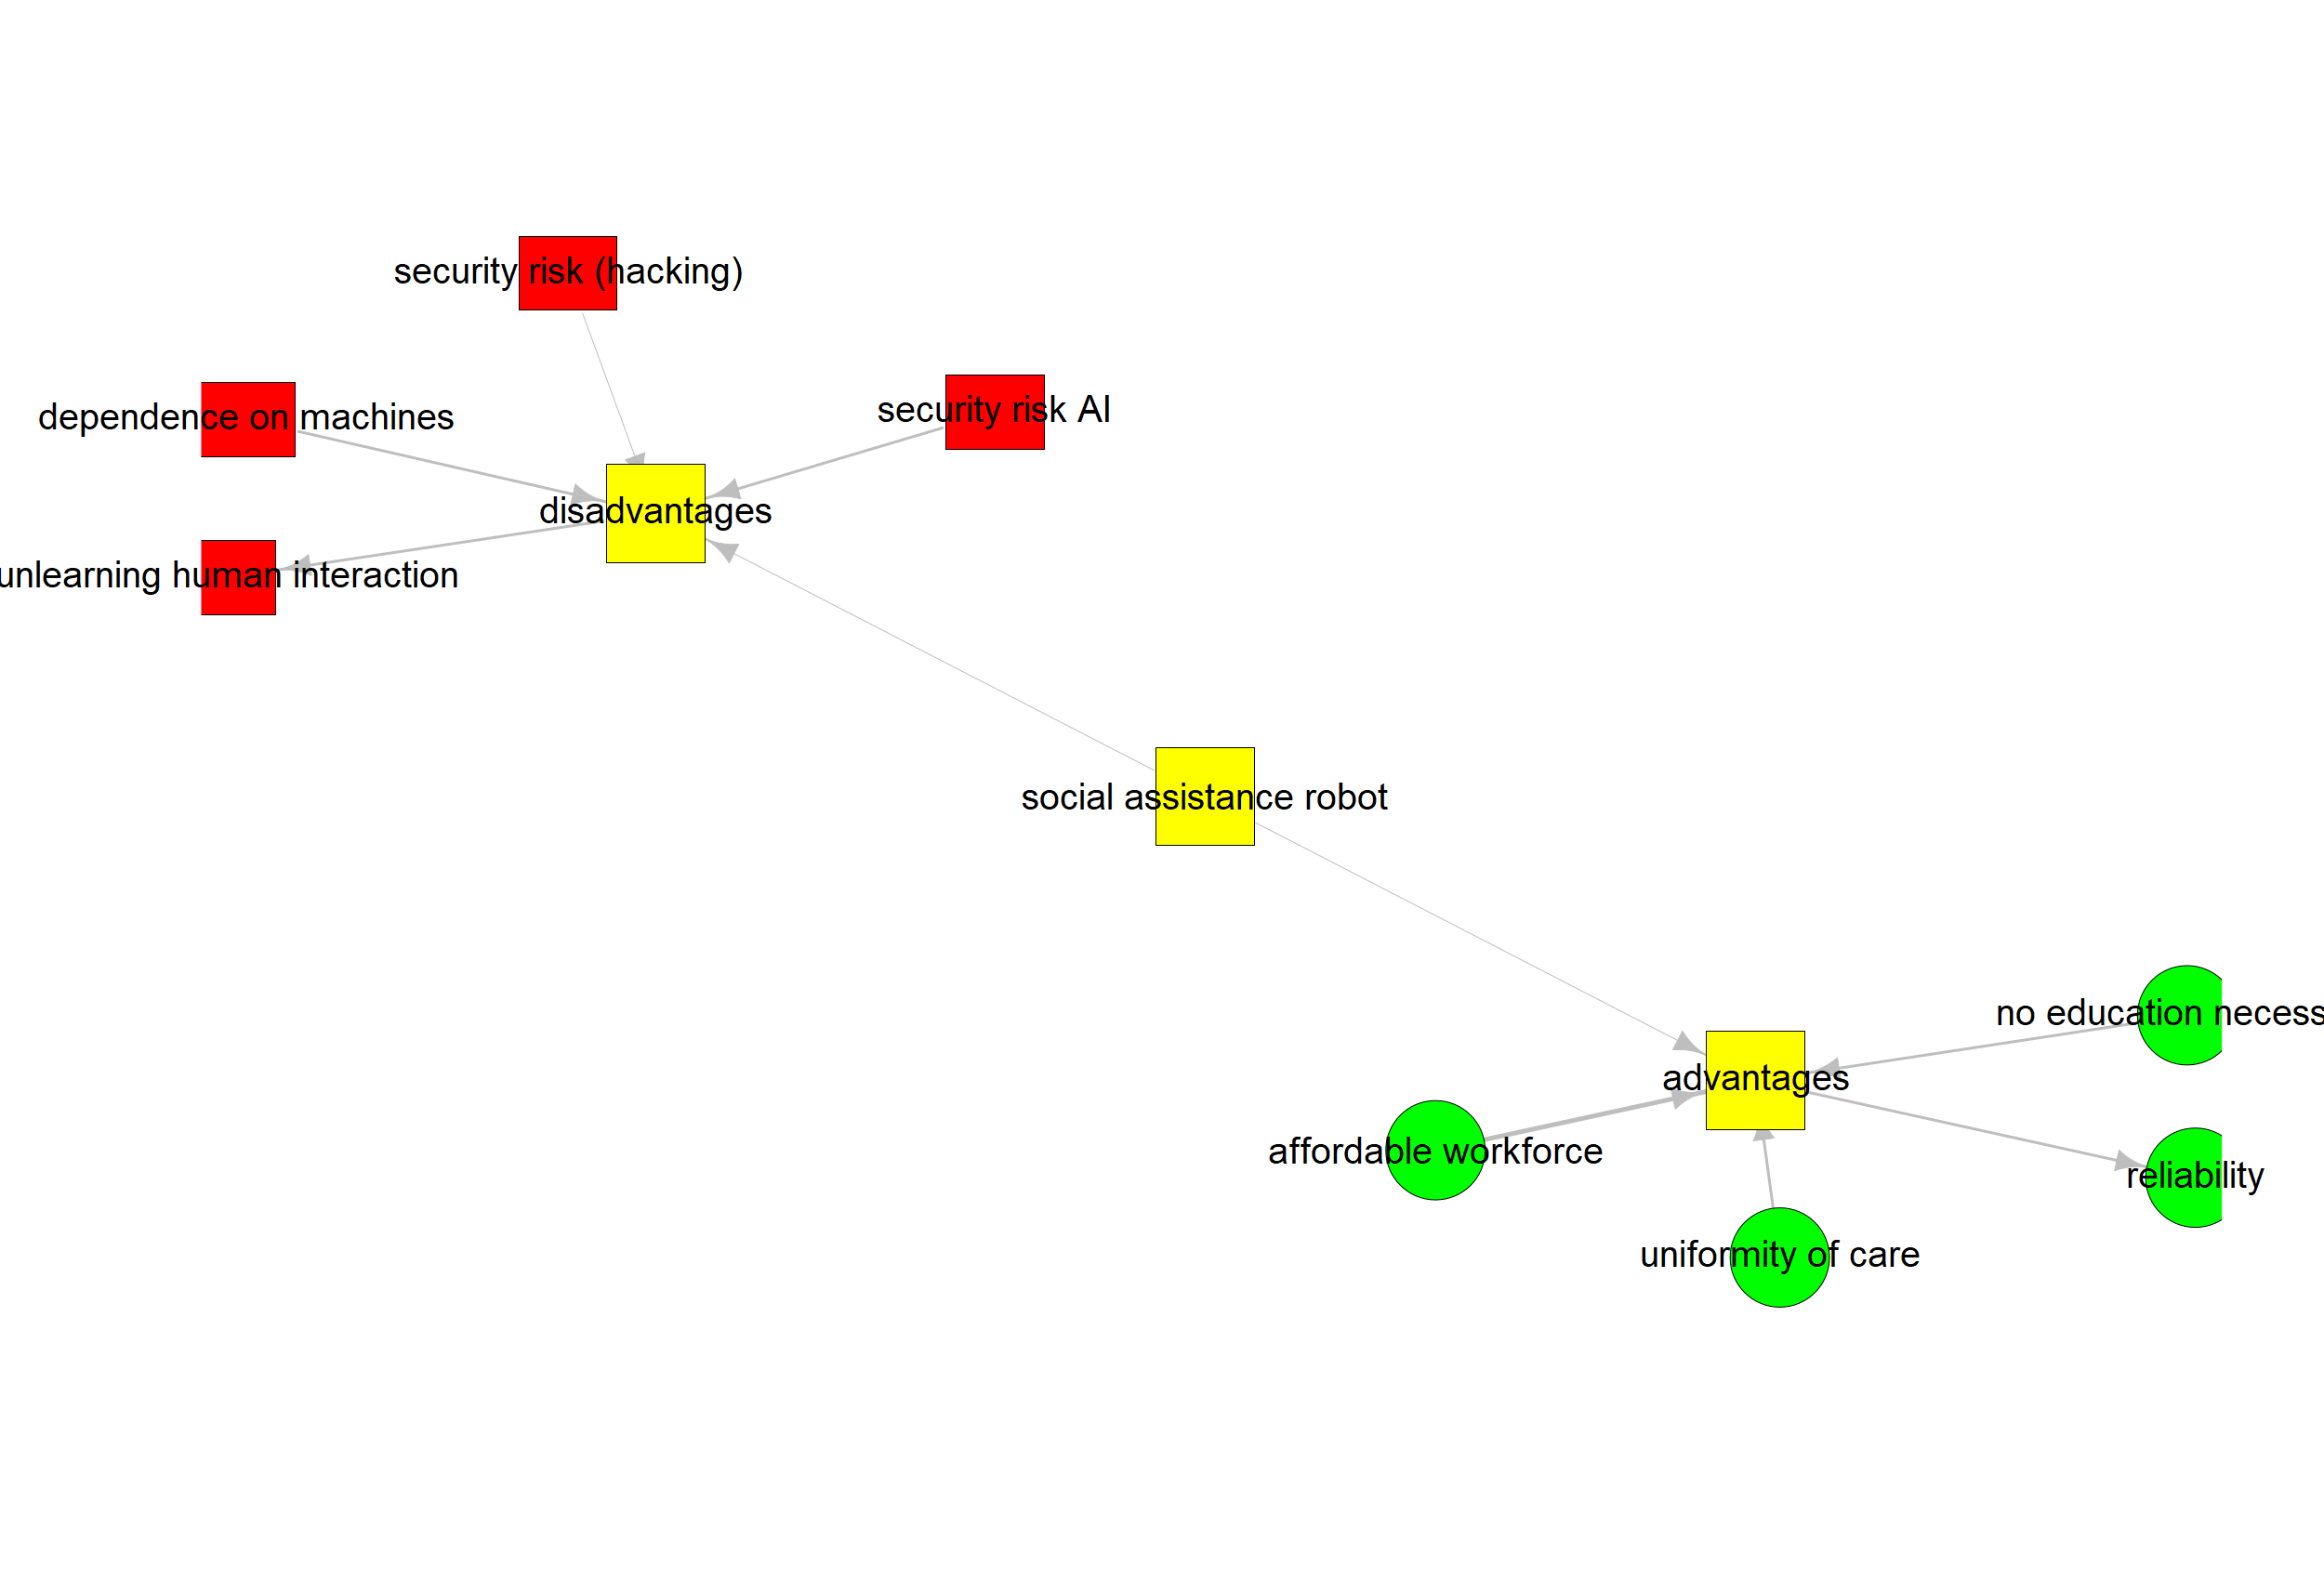 security risk (hacking)
dependence on machines
security risk AI
disadvantages
unlearning human interaction
social assistance robot
no education necess
advantages
affordable workforce
reliability
uniformity of care